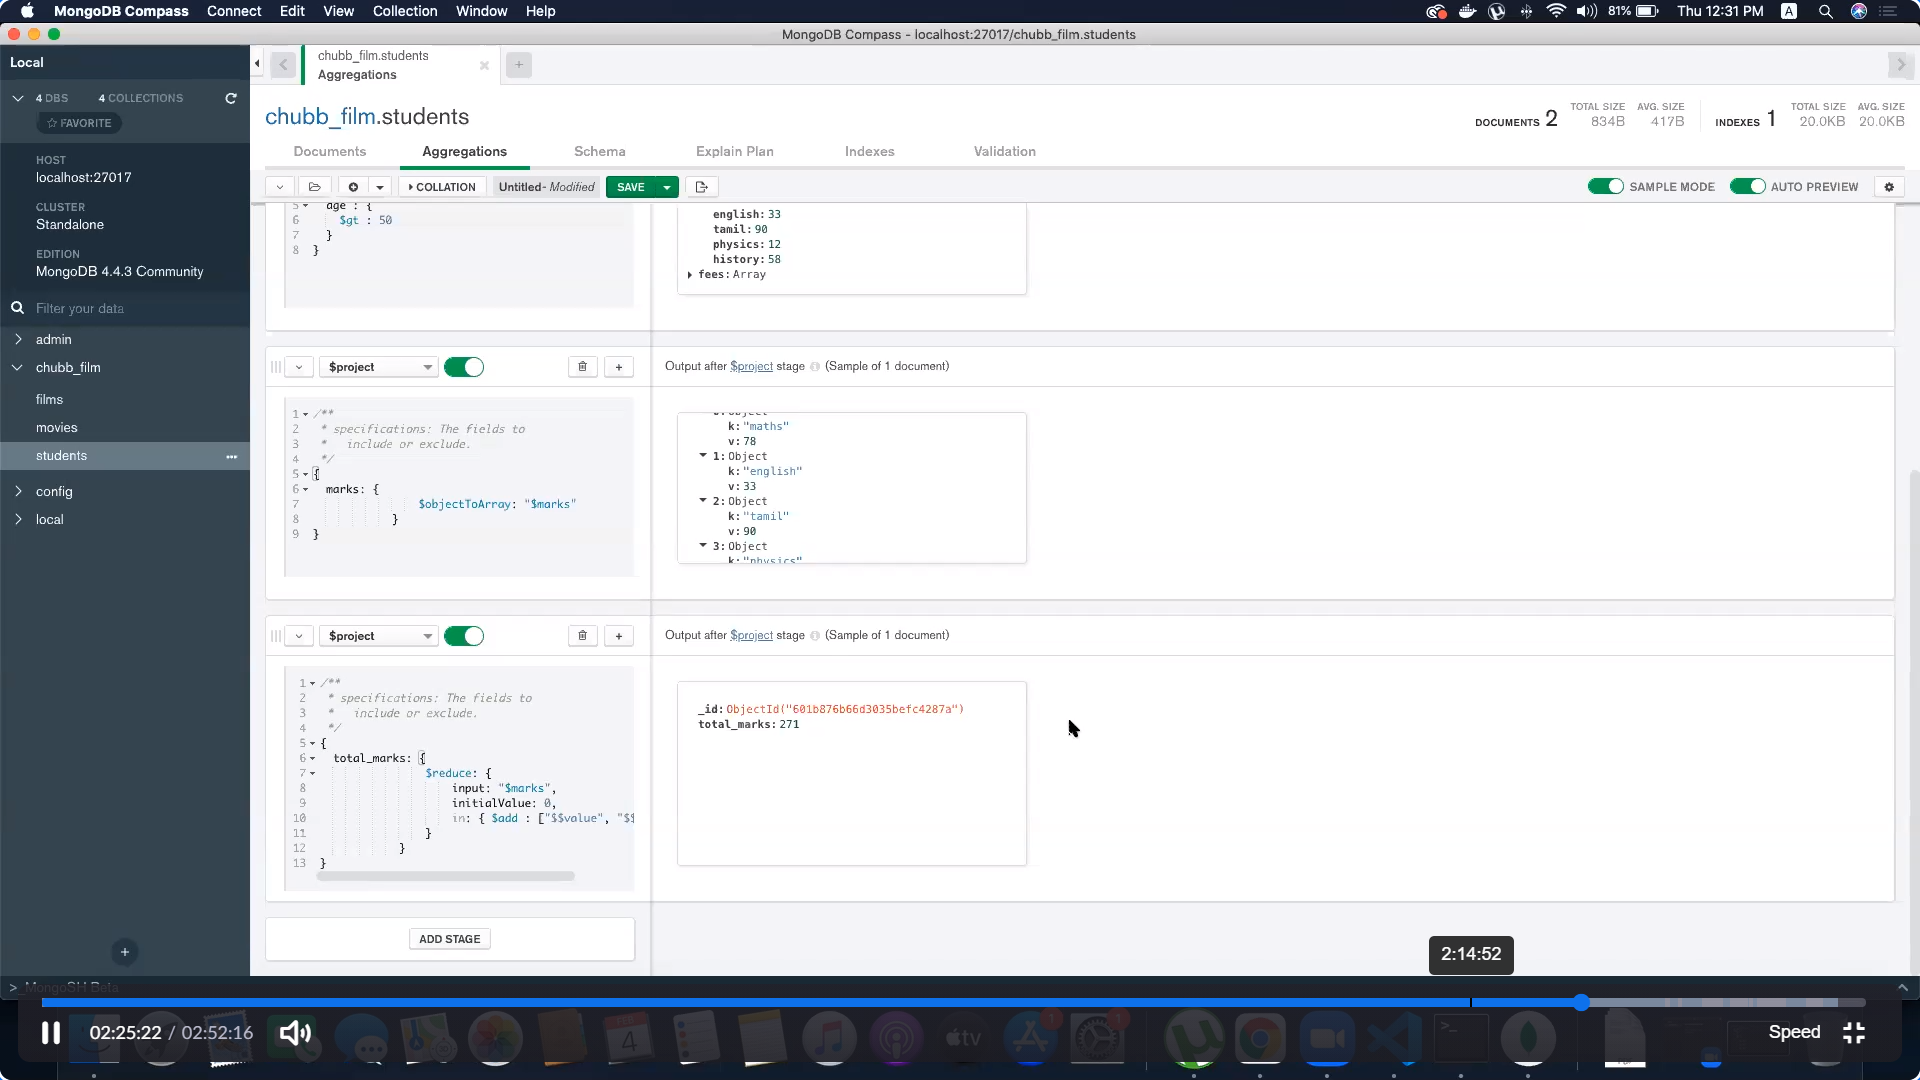 MongoDB Compass Connect Edit View Collection Window Help
81% Thu 12:31 PM A
MongoDB Compass - localhost:27017/chubb_film.students
Local
4 DBS 4 COLLECTIONS
☆ FAVORITE
HOST
localhost:27017
CLUSTER
Standalone
EDITION
MongoDB 4.4.3 Community
Filter your data
admin
chubb_film
films
movies
students
config
local
chubb_film.students
Aggregations
chubb_film.students
DOCUMENTS 2 TOTAL SIZE 834B AVG. SIZE 417B INDEXES 1 TOTAL SIZE 20.0KB AVG. SIZE 20.0KB
Documents Aggregations Schema Explain Plan Indexes Validation
COLLATION Untitled- Modified SAVE SAMPLE MODE AUTO PREVIEW
5 age : {
6 $gt : 50
7 }
8 }
english: 33
tamil: 90
physics: 12
history: 58
fees: Array
$project
Output after $project stage (Sample of 1 document)
1 /**
2 * specifications: The fields to
3 * include or exclude.
4 */
5 {
6 marks: {
7 $objectToArray: "$marks"
8 }
9 }
k: "maths"
v: 78
1: Object
k: "english"
v: 33
2: Object
k: "tamil"
v: 90
3: Object
k: "physics"
$project
Output after $project stage (Sample of 1 document)
1 /**
2 * specifications: The fields to
3 * include or exclude.
4 */
5 {
6 total_marks: {
7 $reduce: {
8 input: "$marks",
9 initialValue: 0,
10 in: { $add : ["$$value", "$$
11 }
12 }
13 }
_id: ObjectId("601b876b66d3035befc4287a")
total_marks: 271
ADD STAGE
2:14:52
>_MongoSH Beta
02:25:22 / 02:52:16
Speed
FEB
4
tv
1
1